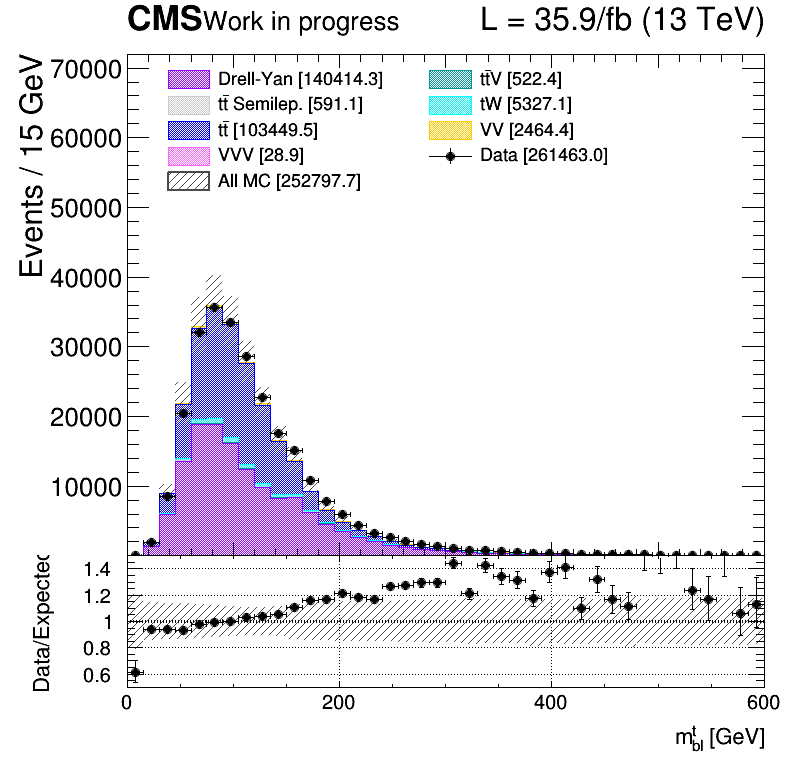 CMS Work in progress L = 35.9/fb (13 TeV)
Events / 15 GeV
70000
60000
50000
40000
30000
20000
10000
Drell-Yan [140414.3]
tt̄ Semilep. [591.1]
tt̄ [103449.5]
VVV [28.9]
All MC [252797.7]
tt̄V [522.4]
tW [5327.1]
VV [2464.4]
Data [261463.0]
Data/Expected
1.4
1.2
1
0.8
0.6
0 200 400 600
m^t_bl [GeV]